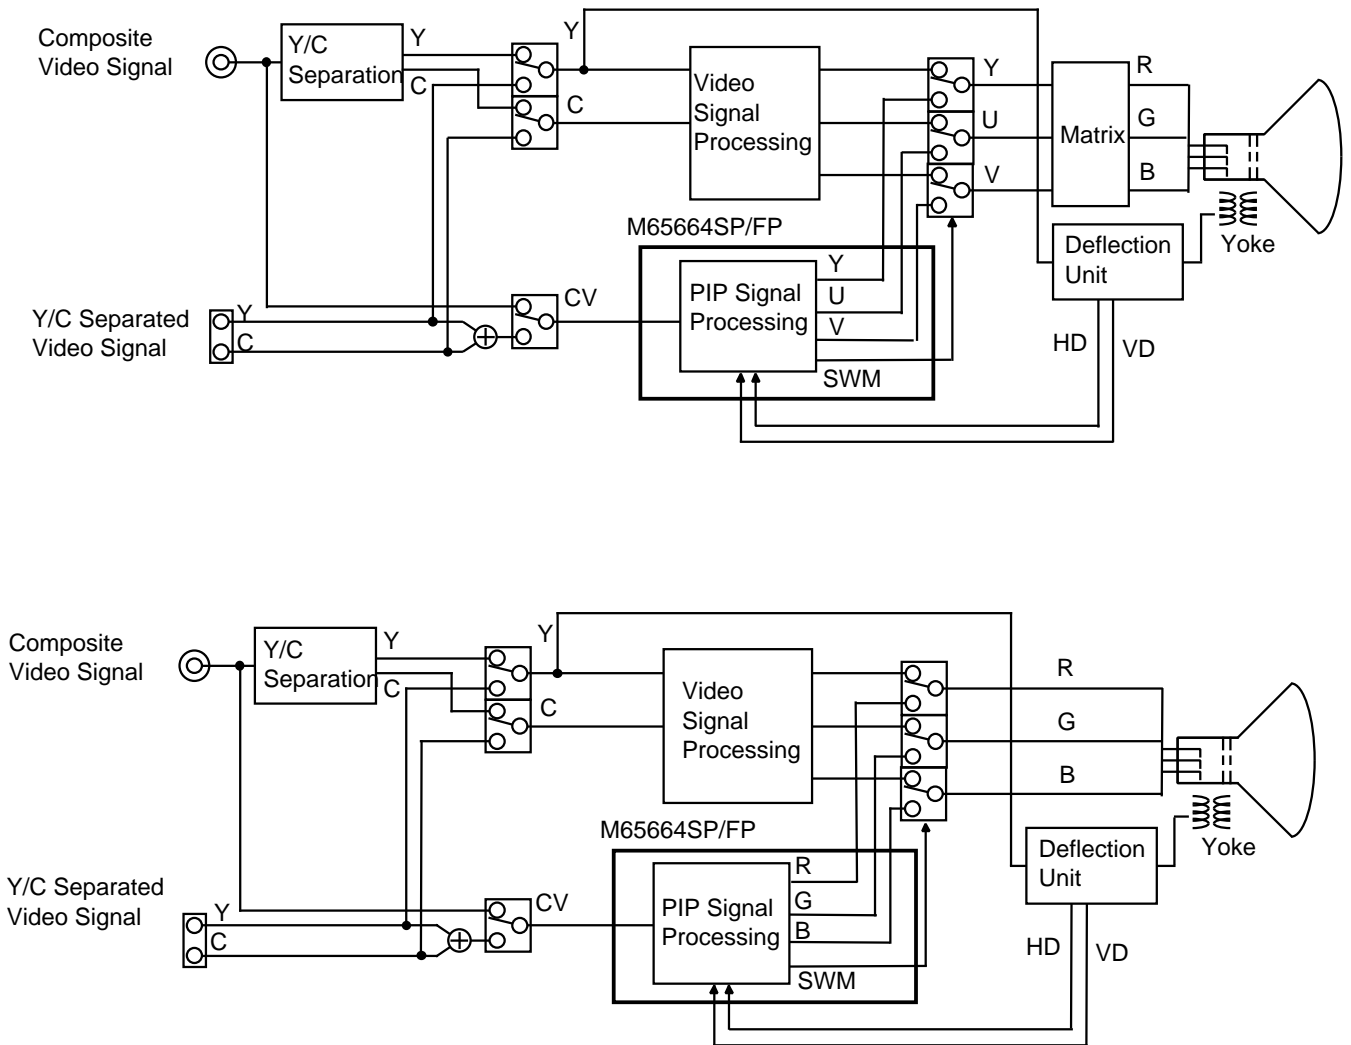 Composite
Video Signal
Y/C
Separation
Y
C
Y
C
Video
Signal
Processing
Y
U
V
Matrix
R
G
B
Yoke
Deflection
Unit
HD
VD
M65664SP/FP
PIP Signal
Processing
Y
U
V
SWM
CV
Y/C Separated
Video Signal
Y
C
Composite
Video Signal
Y/C
Separation
Y
C
Y
C
Video
Signal
Processing
R
G
B
Yoke
Deflection
Unit
HD
VD
M65664SP/FP
PIP Signal
Processing
R
G
B
SWM
CV
Y/C Separated
Video Signal
Y
C